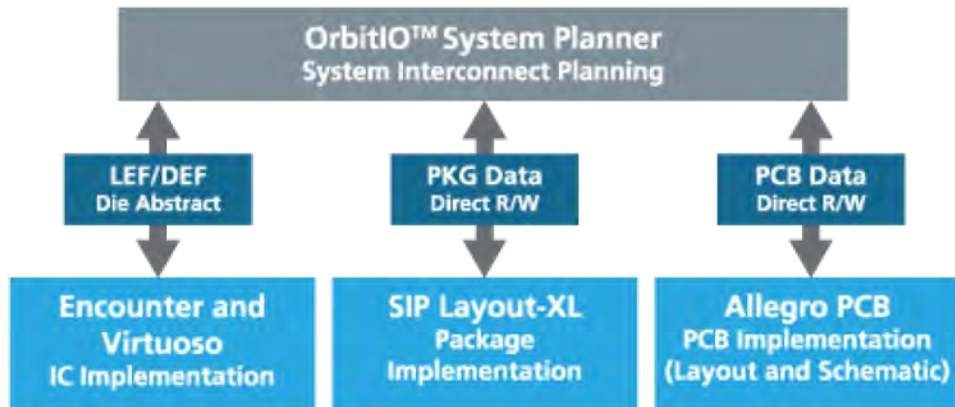 OrbitIO™ System Planner
System Interconnect Planning
LEF/DEF
Die Abstract
PKG Data
Direct R/W
PCB Data
Direct R/W
Encounter and
Virtuoso
IC Implementation
SIP Layout-XL
Package
Implementation
Allegro PCB
PCB Implementation
(Layout and Schematic)